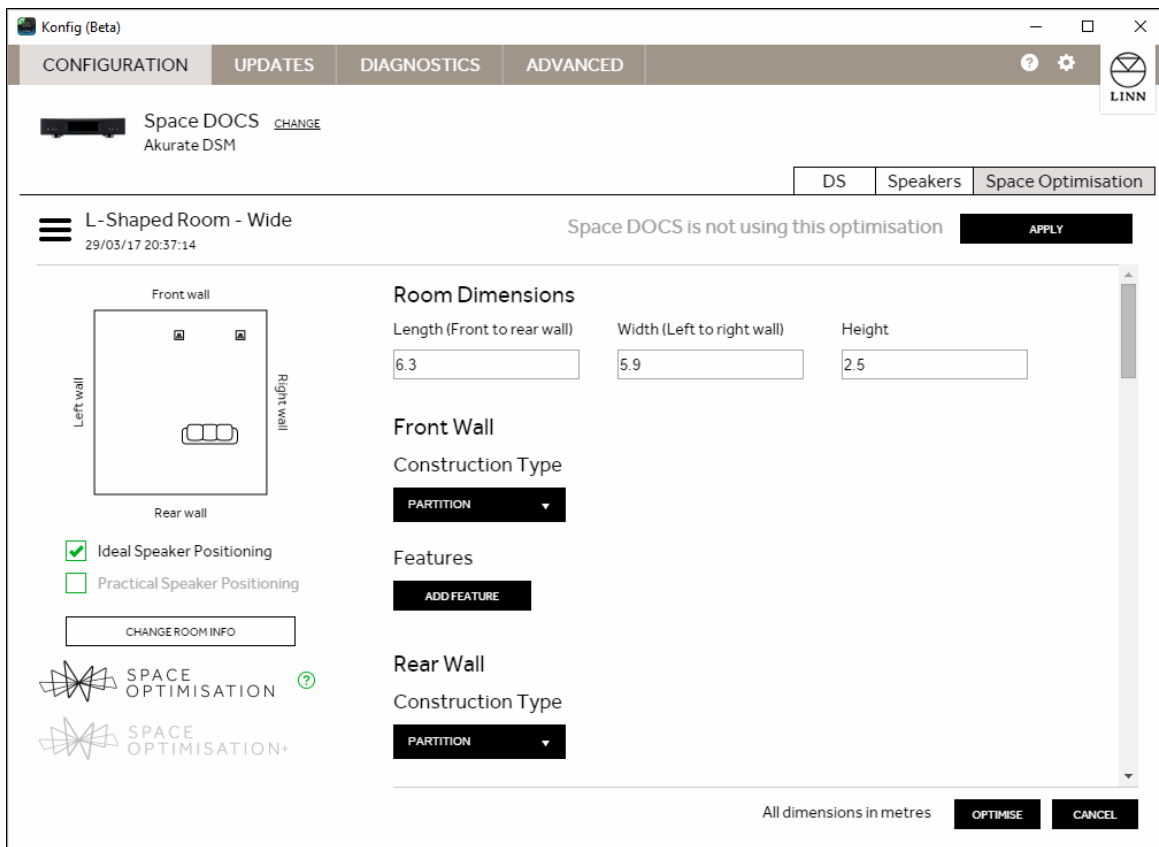 Konfig (Beta)
CONFIGURATION UPDATES DIAGNOSTICS ADVANCED
LINN
Space DOCS CHANGE
Akurate DSM
DS Speakers Space Optimisation
L-Shaped Room - Wide
29/03/17 20:37:14
Space DOCS is not using this optimisation APPLY
Front wall
Left wall
Right wall
Rear wall
Ideal Speaker Positioning
Practical Speaker Positioning
CHANGE ROOM INFO
SPACE
OPTIMISATION ?
SPACE
OPTIMISATION+
Room Dimensions
Length (Front to rear wall) Width (Left to right wall) Height
6.3 5.9 2.5
Front Wall
Construction Type
PARTITION
Features
ADD FEATURE
Rear Wall
Construction Type
PARTITION
All dimensions in metres OPTIMISE CANCEL